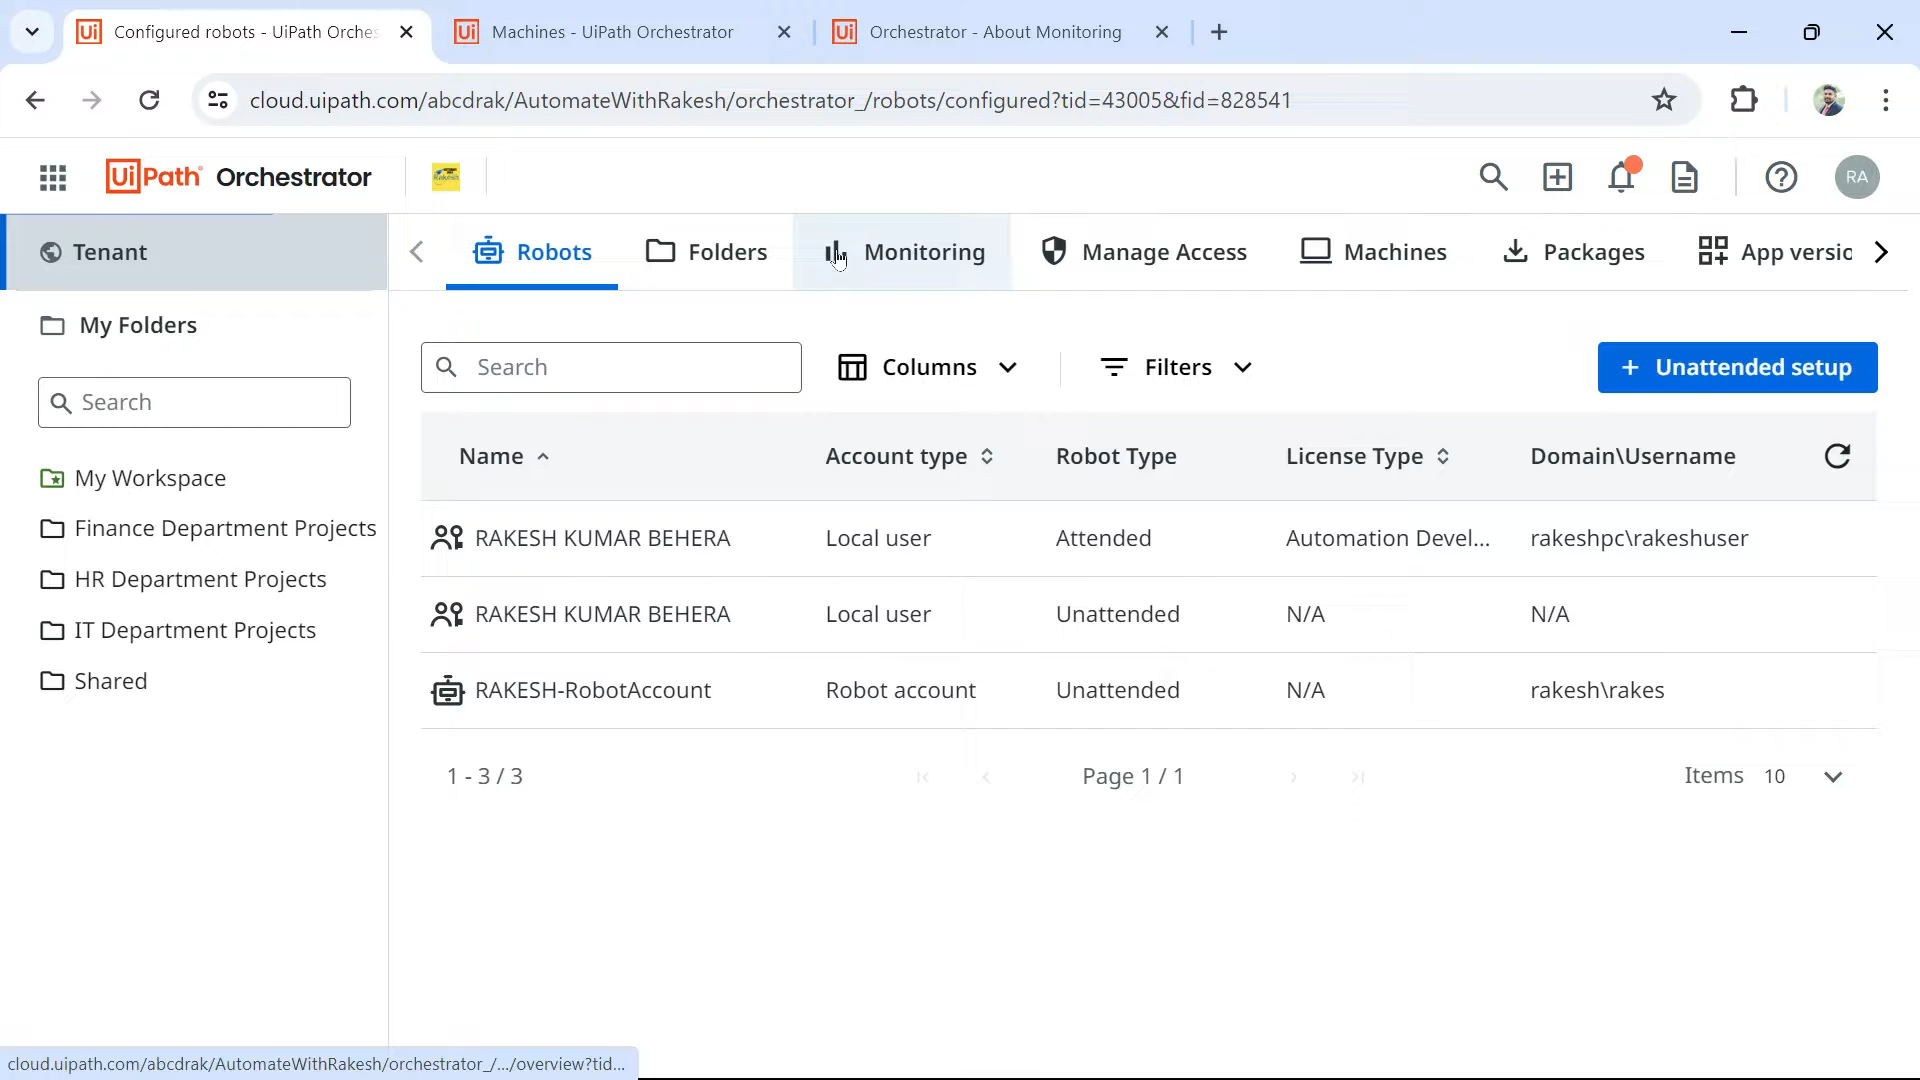 Configured robots - UiPath Orches
Machines - UiPath Orchestrator
Orchestrator - About Monitoring
cloud.uipath.com/abcdrak/AutomateWithRakesh/orchestrator_/robots/configured?tid=43005&fid=828541
UiPath Orchestrator
RA
Tenant
Robots
Folders
Monitoring
Manage Access
Machines
Packages
App versio
My Folders
Search
My Workspace
Finance Department Projects
HR Department Projects
IT Department Projects
Shared
Search
Columns
Filters
+ Unattended setup
Name Account type Robot Type License Type Domain\Username
RAKESH KUMAR BEHERA Local user Attended Automation Devel... rakeshpc\rakeshuser
RAKESH KUMAR BEHERA Local user Unattended N/A N/A
RAKESH-RobotAccount Robot account Unattended N/A rakesh\rakes
1 - 3 / 3 Page 1 / 1 Items 10
cloud.uipath.com/abcdrak/AutomateWithRakesh/orchestrator_/.../overview?tid...